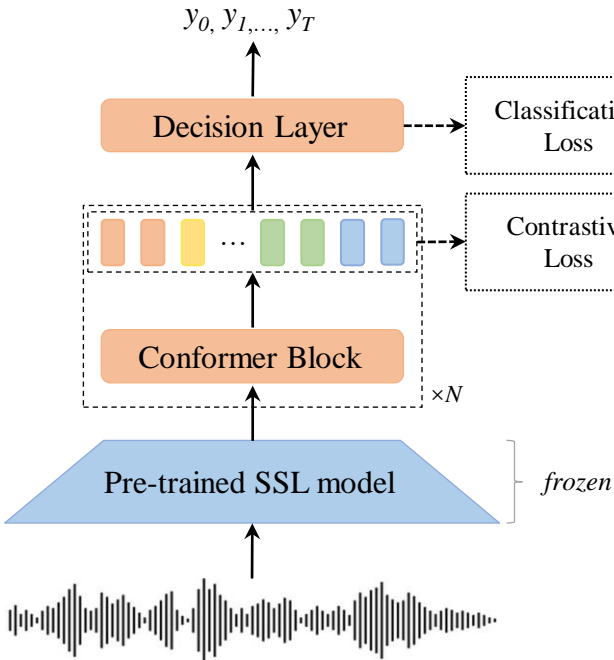 y0, y1,..., yT
Decision Layer
Classificati
Loss
...
Contrastiv
Loss
Conformer Block
×N
Pre-trained SSL model
frozen